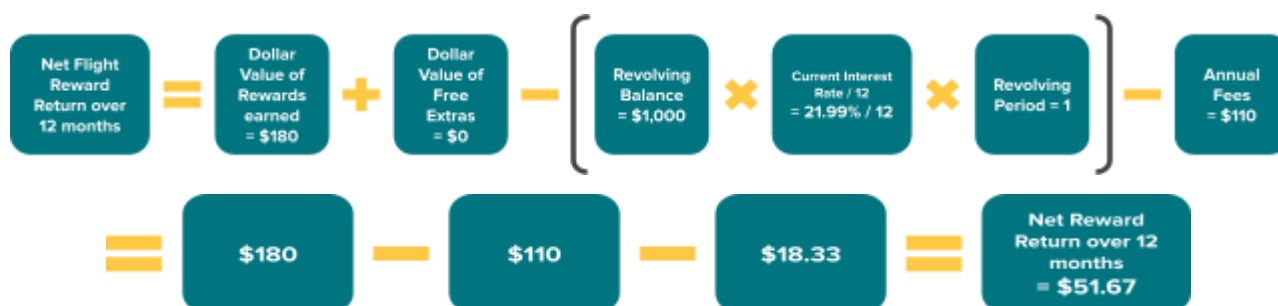 Net Flight
Reward
Return over
12 months
=
Dollar
Value of
Rewards
earned
= $180
+
Dollar
Value of
Free
Extras
= $0
−
(
Revolving
Balance
= $1,000
×
Current Interest
Rate / 12
= 21.99% / 12
×
Revolving
Period = 1
)
−
Annual
Fees
= $110
=
$180
−
$110
−
$18.33
=
Net Reward
Return over 12
months
= $51.67